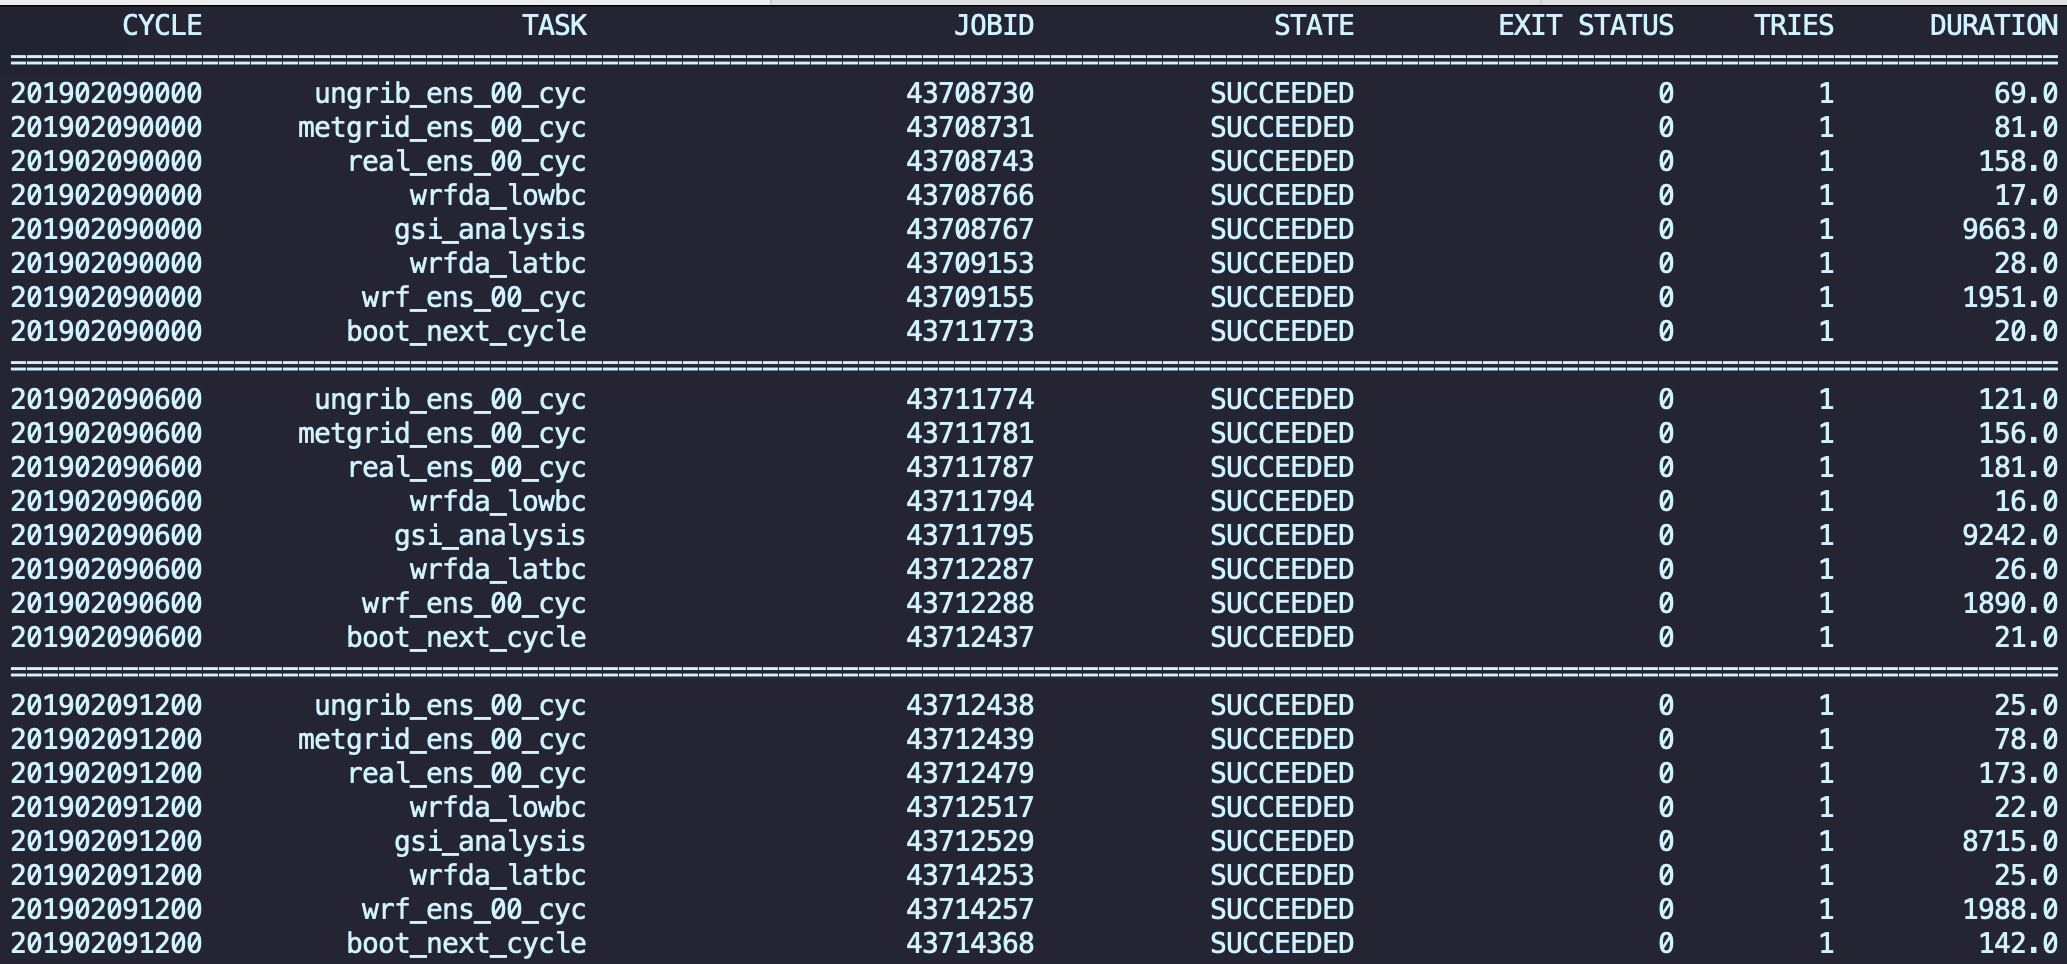 CYCLE TASK JOBID STATE EXIT STATUS TRIES DURATION
================================================================================================================================
201902090000 ungrib_ens_00_cyc 43708730 SUCCEEDED 0 1 69.0
201902090000 metgrid_ens_00_cyc 43708731 SUCCEEDED 0 1 81.0
201902090000 real_ens_00_cyc 43708743 SUCCEEDED 0 1 158.0
201902090000 wrfda_lowbc 43708766 SUCCEEDED 0 1 17.0
201902090000 gsi_analysis 43708767 SUCCEEDED 0 1 9663.0
201902090000 wrfda_latbc 43709153 SUCCEEDED 0 1 28.0
201902090000 wrf_ens_00_cyc 43709155 SUCCEEDED 0 1 1951.0
201902090000 boot_next_cycle 43711773 SUCCEEDED 0 1 20.0
================================================================================================================================
201902090600 ungrib_ens_00_cyc 43711774 SUCCEEDED 0 1 121.0
201902090600 metgrid_ens_00_cyc 43711781 SUCCEEDED 0 1 156.0
201902090600 real_ens_00_cyc 43711787 SUCCEEDED 0 1 181.0
201902090600 wrfda_lowbc 43711794 SUCCEEDED 0 1 16.0
201902090600 gsi_analysis 43711795 SUCCEEDED 0 1 9242.0
201902090600 wrfda_latbc 43712287 SUCCEEDED 0 1 26.0
201902090600 wrf_ens_00_cyc 43712288 SUCCEEDED 0 1 1890.0
201902090600 boot_next_cycle 43712437 SUCCEEDED 0 1 21.0
================================================================================================================================
201902091200 ungrib_ens_00_cyc 43712438 SUCCEEDED 0 1 25.0
201902091200 metgrid_ens_00_cyc 43712439 SUCCEEDED 0 1 78.0
201902091200 real_ens_00_cyc 43712479 SUCCEEDED 0 1 173.0
201902091200 wrfda_lowbc 43712517 SUCCEEDED 0 1 22.0
201902091200 gsi_analysis 43712529 SUCCEEDED 0 1 8715.0
201902091200 wrfda_latbc 43714253 SUCCEEDED 0 1 25.0
201902091200 wrf_ens_00_cyc 43714257 SUCCEEDED 0 1 1988.0
201902091200 boot_next_cycle 43714368 SUCCEEDED 0 1 142.0